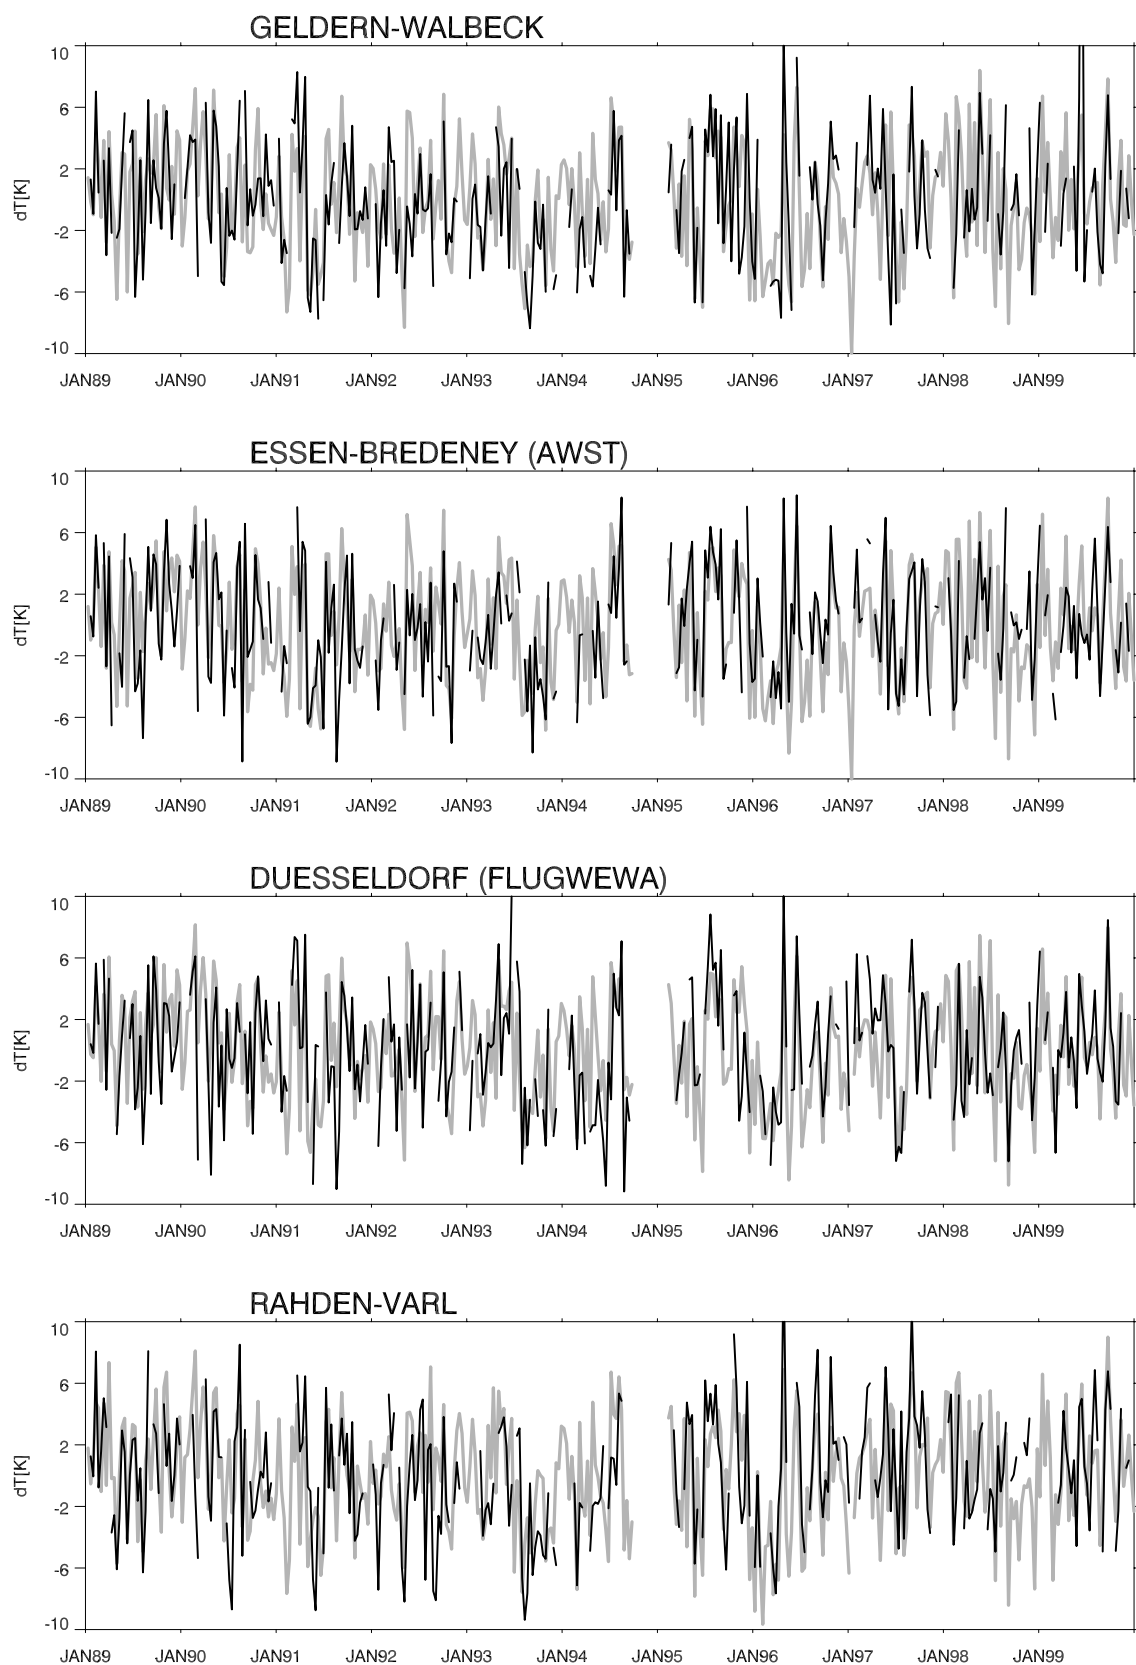 GELDERN-WALBECK
10
6
2
-2
-6
-10
dT[K]
JAN89 JAN90 JAN91 JAN92 JAN93 JAN94 JAN95 JAN96 JAN97 JAN98 JAN99
ESSEN-BREDENEY (AWST)
10
6
2
-2
-6
-10
dT[K]
JAN89 JAN90 JAN91 JAN92 JAN93 JAN94 JAN95 JAN96 JAN97 JAN98 JAN99
DUESSELDORF (FLUGWEWA)
10
6
2
-2
-6
-10
dT[K]
JAN89 JAN90 JAN91 JAN92 JAN93 JAN94 JAN95 JAN96 JAN97 JAN98 JAN99
RAHDEN-VARL
10
6
2
-2
-6
-10
dT[K]
JAN89 JAN90 JAN91 JAN92 JAN93 JAN94 JAN95 JAN96 JAN97 JAN98 JAN99